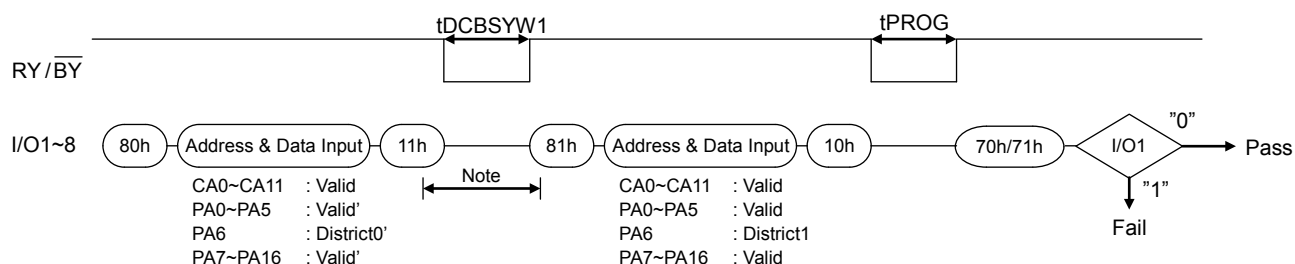 tDCBSYW1
tPROG
RY/BY
I/O1~8
80h
Address & Data Input
11h
81h
Address & Data Input
10h
70h/71h
I/O1
"0"
Pass
Note
"1"
Fail
CA0~CA11 : Valid
PA0~PA5 : Valid'
PA6 : District0'
PA7~PA16 : Valid'
CA0~CA11 : Valid
PA0~PA5 : Valid
PA6 : District1
PA7~PA16 : Valid